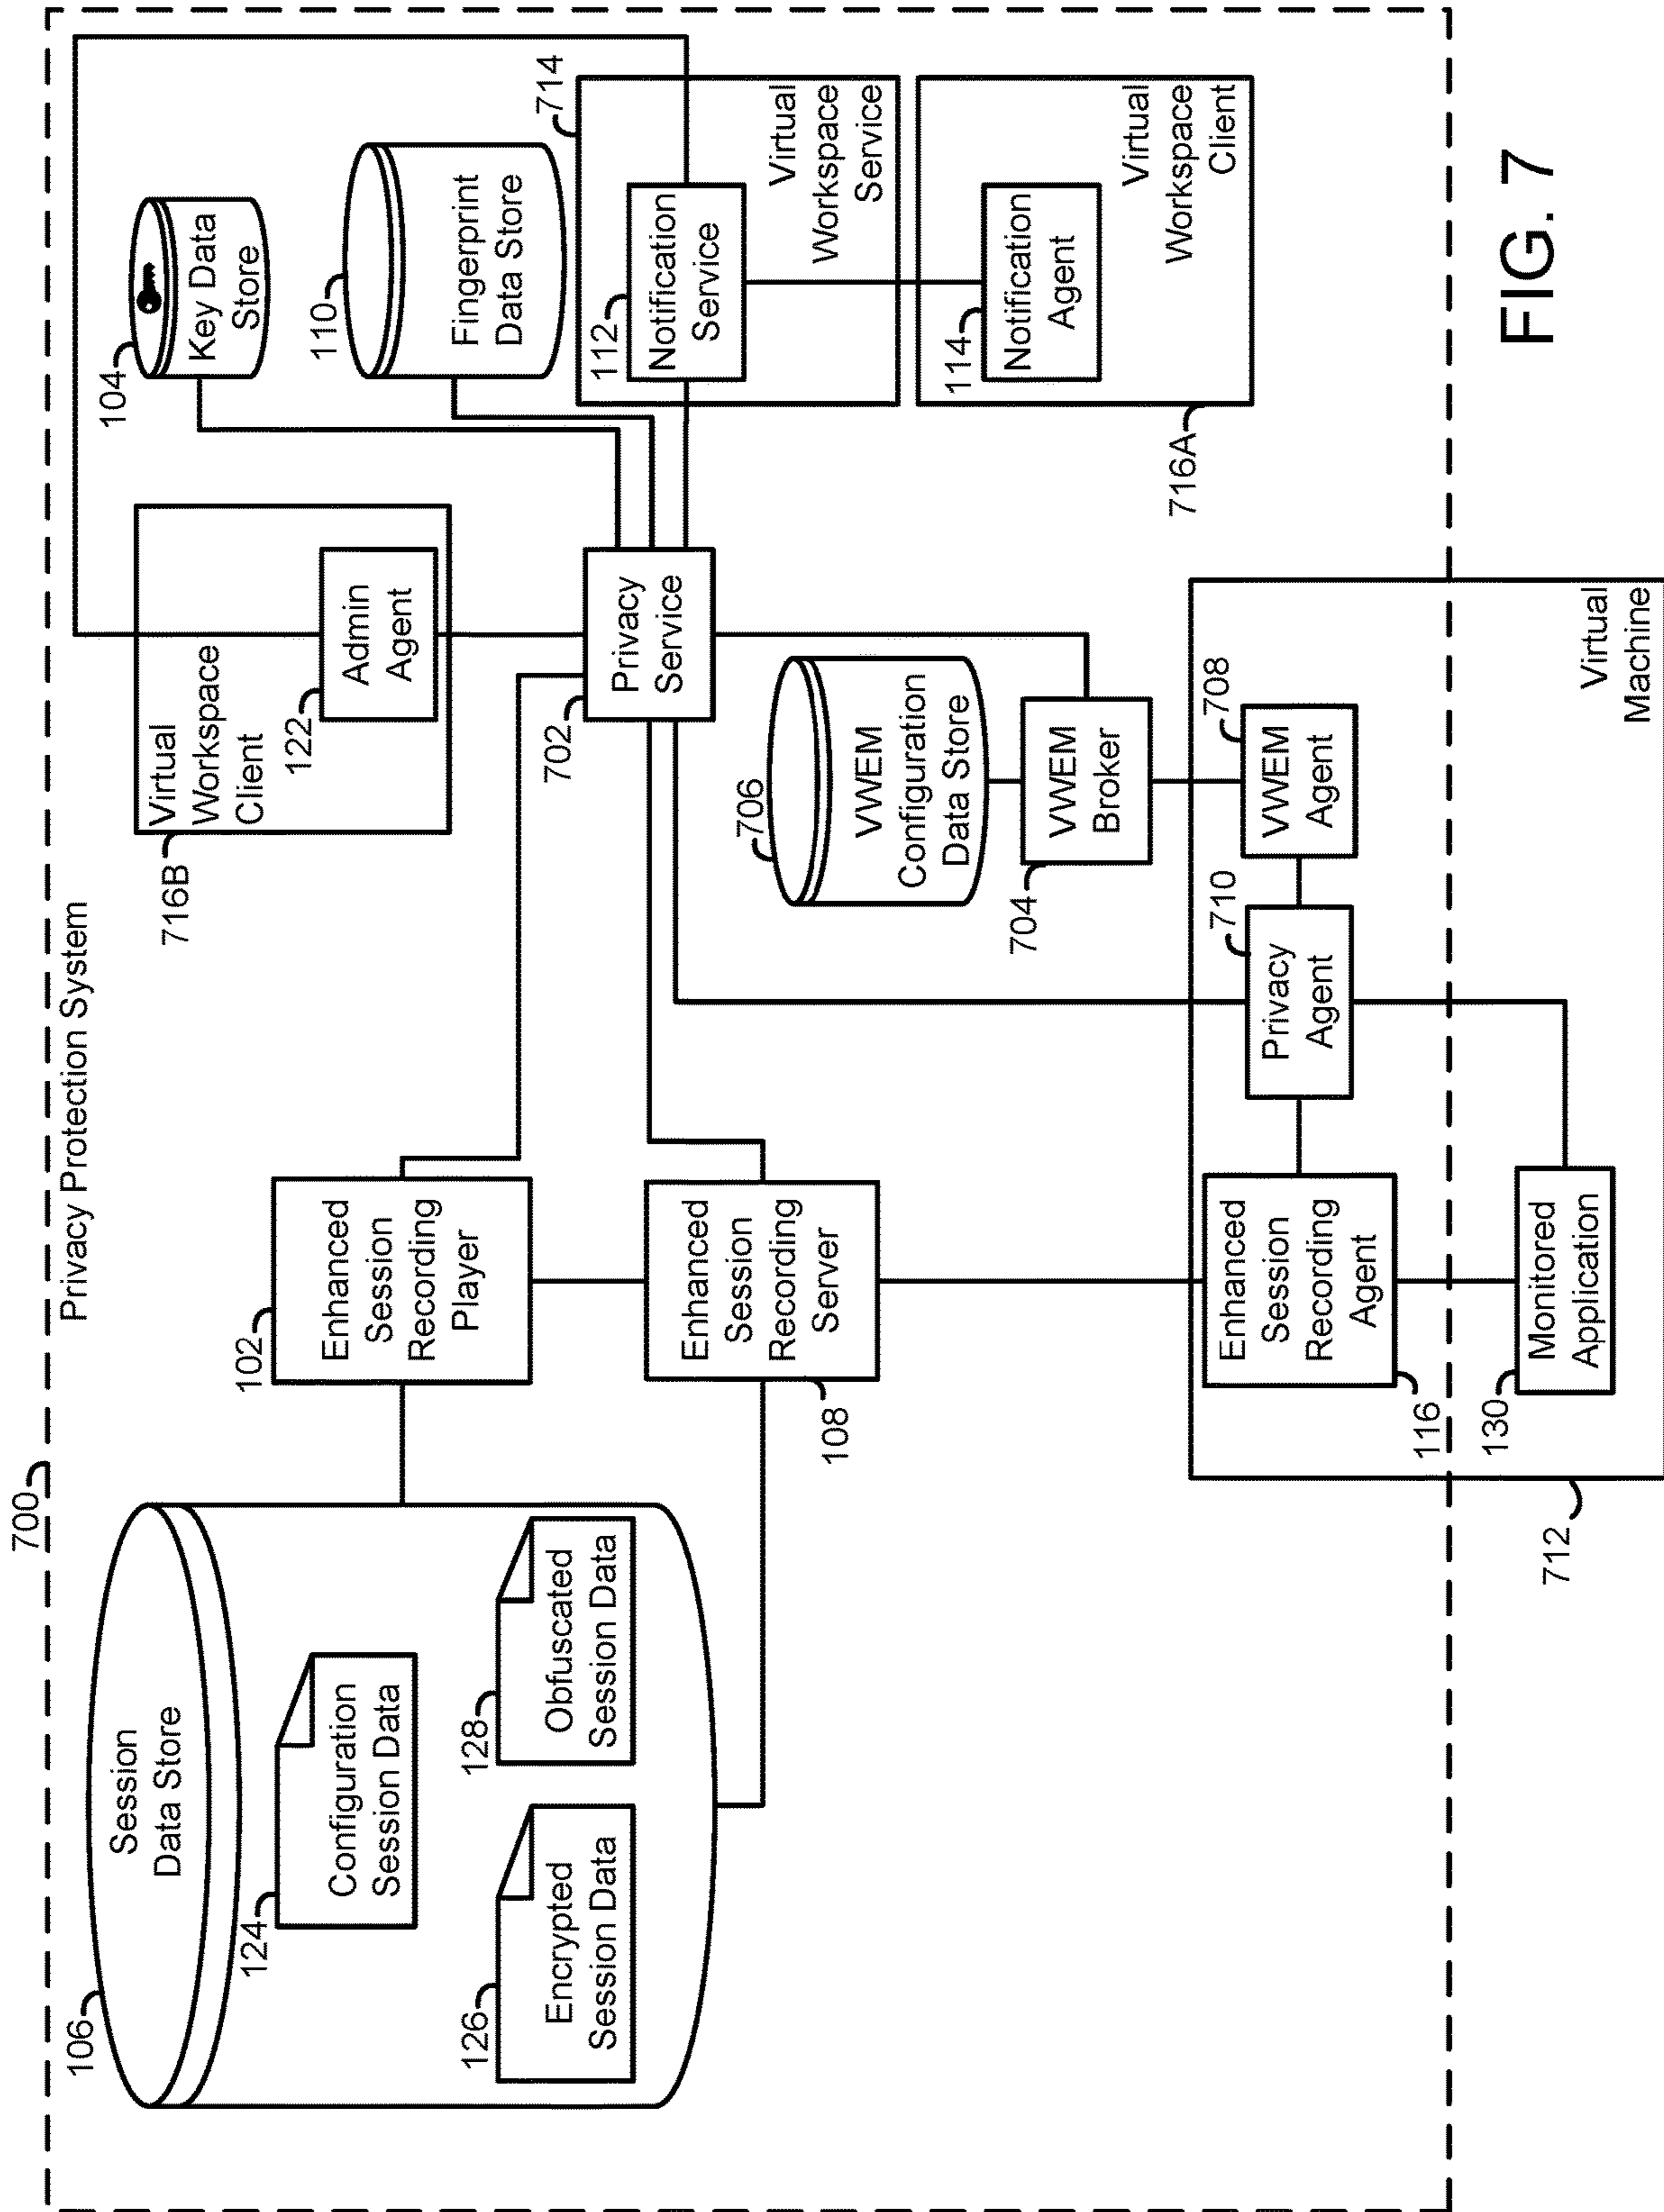 700
Privacy Protection System
106
Session
Data Store
124
Configuration
Session Data
126
Encrypted
Session Data
128
Obfuscated
Session Data
102
Enhanced
Session
Recording
Player
108
Enhanced
Session
Recording
Server
716B
Virtual
Workspace
Client
122
Admin
Agent
104
Key Data
Store
110
Fingerprint
Data Store
702
Privacy
Service
714
112
Notification
Service
Virtual
Workspace
Service
706
VWEM
Configuration
Data Store
704
VWEM
Broker
716A
114
Notification
Agent
Virtual
Workspace
Client
712
116
Enhanced
Session
Recording
Agent
710
Privacy
Agent
708
VWEM
Agent
130
Monitored
Application
Virtual
Machine
FIG. 7